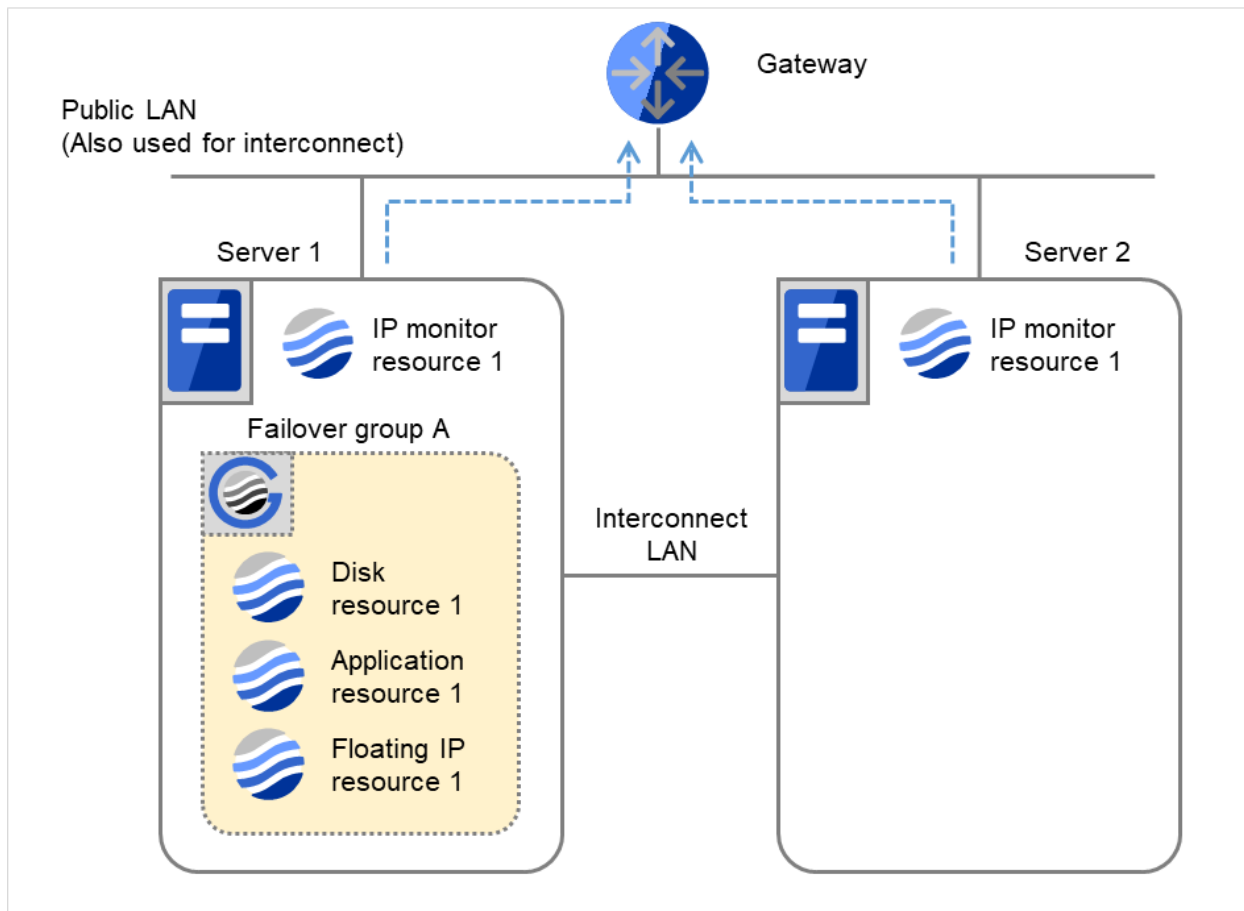 Gateway
Public LAN
(Also used for interconnect)
Server 1
Server 2
IP monitor
resource 1
IP monitor
resource 1
Failover group A
Interconnect
LAN
Disk
resource 1
Application
resource 1
Floating IP
resource 1